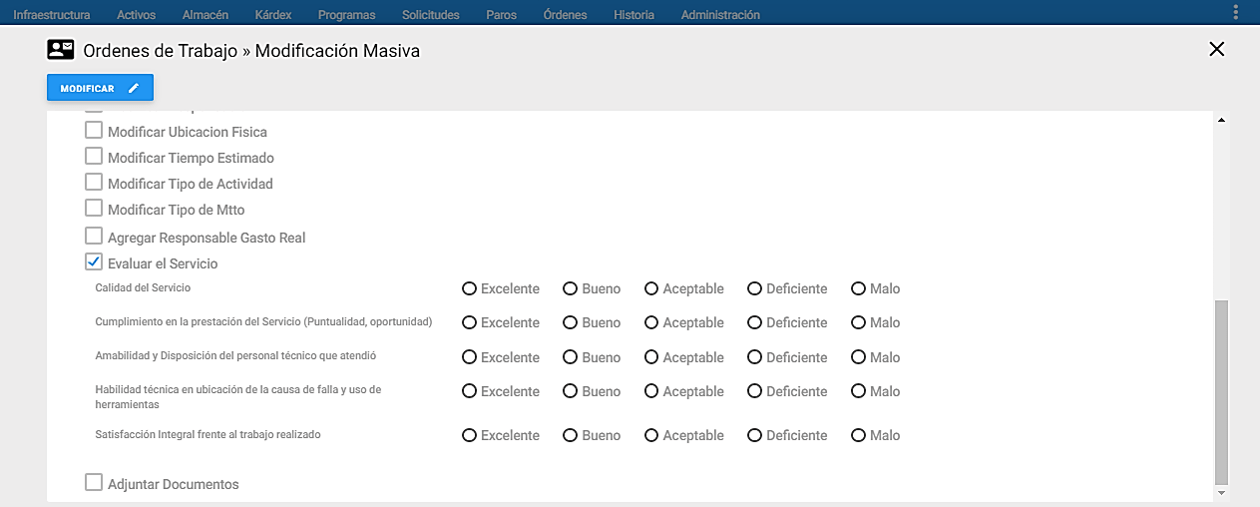 Infraestructura Activos Almacén Kárdex Programas Solicitudes Paros Órdenes Historia Administración
Ordenes de Trabajo » Modificación Masiva
MODIFICAR
Modificar Ubicacion Fisica
Modificar Tiempo Estimado
Modificar Tipo de Actividad
Modificar Tipo de Mtto
Agregar Responsable Gasto Real
Evaluar el Servicio
Calidad del Servicio Excelente Bueno Aceptable Deficiente Malo
Cumplimiento en la prestación del Servicio (Puntualidad, oportunidad) Excelente Bueno Aceptable Deficiente Malo
Amabilidad y Disposición del personal técnico que atendió Excelente Bueno Aceptable Deficiente Malo
Habilidad técnica en ubicación de la causa de falla y uso de Excelente Bueno Aceptable Deficiente Malo
herramientas
Satisfacción Integral frente al trabajo realizado Excelente Bueno Aceptable Deficiente Malo
Adjuntar Documentos